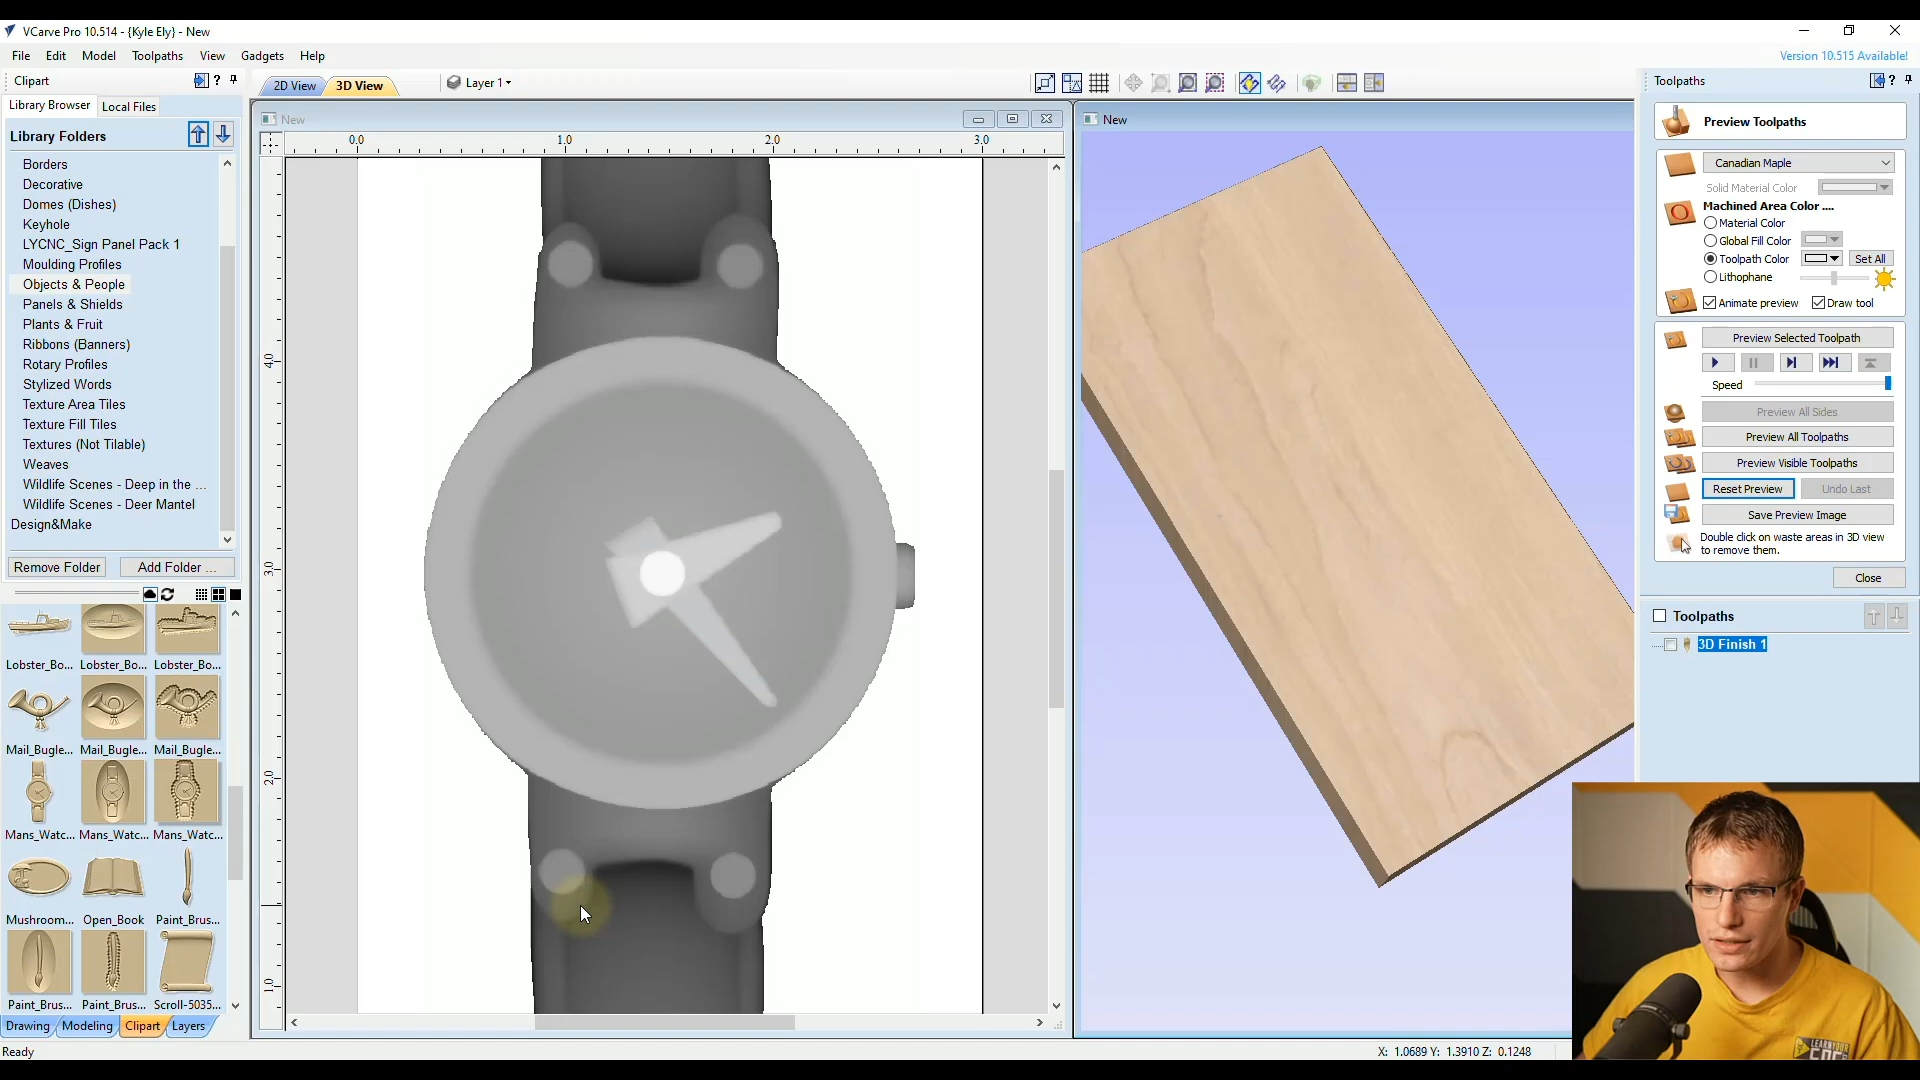 VCarve Pro 10.514 - {Kyle Ely} - New
File Edit Model Toolpaths View Gadgets Help
Version 10.515 Available!
Clipart
?
Library Browser Local Files
Library Folders
Borders
Decorative
Domes (Dishes)
Keyhole
LYCNC_Sign Panel Pack 1
Moulding Profiles
Objects & People
Panels & Shields
Plants & Fruit
Ribbons (Banners)
Rotary Profiles
Stylized Words
Texture Area Tiles
Texture Fill Tiles
Textures (Not Tilable)
Weaves
Wildlife Scenes - Deep in the ...
Wildlife Scenes - Deer Mantel
Design&Make
Remove Folder Add Folder ...
Lobster_Bo... Lobster_Bo... Lobster_Bo...
Mail_Bugle... Mail_Bugle... Mail_Bugle...
Mans_Watc... Mans_Watc... Mans_Watc...
Mushroom... Open_Book Paint_Brus...
Paint_Brus... Paint_Brus... Scroll-5035...
Drawing Modeling Clipart Layers
Ready
2D View 3D View
Layer 1
New
0.0 1.0 2.0 3.0
4.0
3.0
2.0
1.0
New
X: 1.0689 Y: 1.3910 Z: 0.1248
Toolpaths
?
Preview Toolpaths
Canadian Maple
Solid Material Color
Machined Area Color ....
Material Color
Global Fill Color
Toolpath Color Set All
Lithophane
Animate preview Draw tool
Preview Selected Toolpath
Speed
Preview All Sides
Preview All Toolpaths
Preview Visible Toolpaths
Reset Preview Undo Last
Save Preview Image
Double click on waste areas in 3D view
to remove them.
Close
Toolpaths
3D Finish 1
LEARN YOUR
CNC